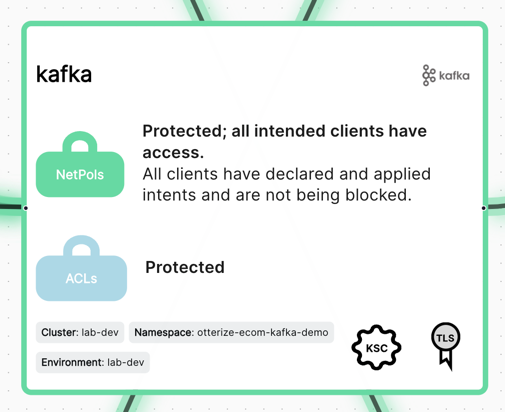 kafka
kafka
Protected; all intended clients have
access.
NetPols
All clients have declared and applied
intents and are not being blocked.
ACLs
Protected
Cluster: lab-dev
Namespace: otterize-ecom-kafka-demo
Environment: lab-dev
KSC
TLS